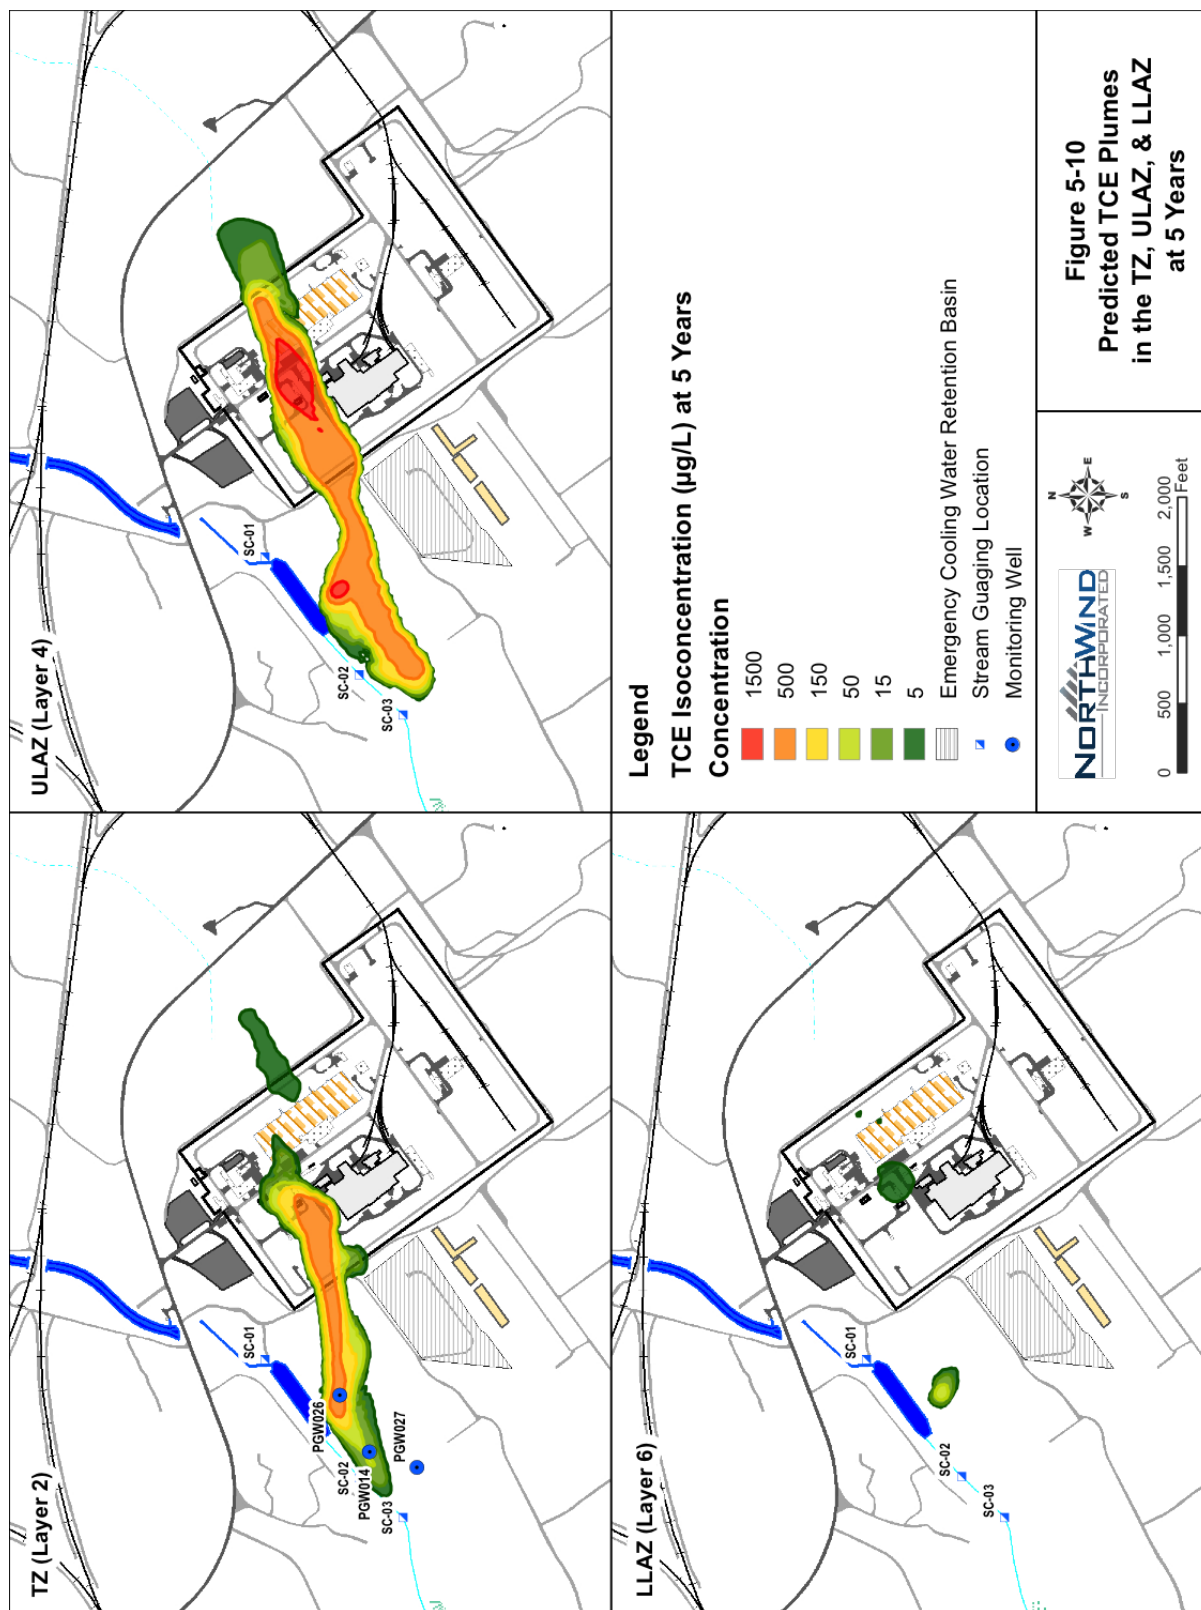 TZ (Layer 2)
SC-01
PGW026
SC-02
PGW014
SC-03
PGW027
ULAZ (Layer 4)
SC-01
SC-02
SC-03
LLAZ (Layer 6)
SC-01
SC-02
SC-03
Legend
TCE Isoconcentration (µg/L) at 5 Years
Concentration
1500
500
150
50
15
5
Emergency Cooling Water Retention Basin
Stream Guaging Location
Monitoring Well
NORTHWIND
INCORPORATED
N
W
E
S
0 500 1,000 1,500 2,000
Feet
Figure 5-10
Predicted TCE Plumes
in the TZ, ULAZ, & LLAZ
at 5 Years